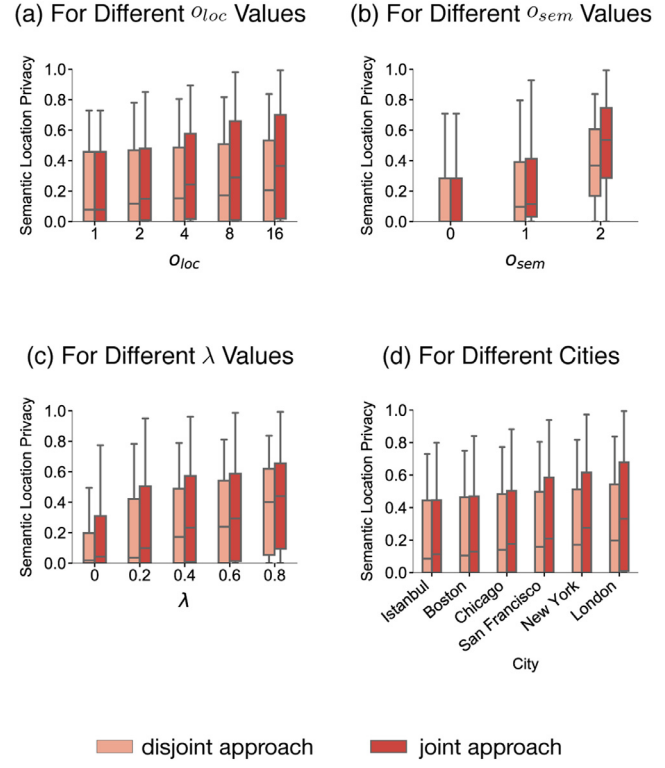 (a) For Different o_loc Values
(b) For Different o_sem Values
Semantic Location Privacy
1.0
0.8
0.6
0.4
0.2
0.0
1 2 4 8 16
o_loc
Semantic Location Privacy
1.0
0.8
0.6
0.4
0.2
0.0
0 1 2
o_sem
(c) For Different λ Values
(d) For Different Cities
Semantic Location Privacy
1.0
0.8
0.6
0.4
0.2
0.0
0 0.2 0.4 0.6 0.8
λ
Semantic Location Privacy
1.0
0.8
0.6
0.4
0.2
0.0
Istanbul
Boston
Chicago
San Francisco
New York
London
City
disjoint approach
joint approach